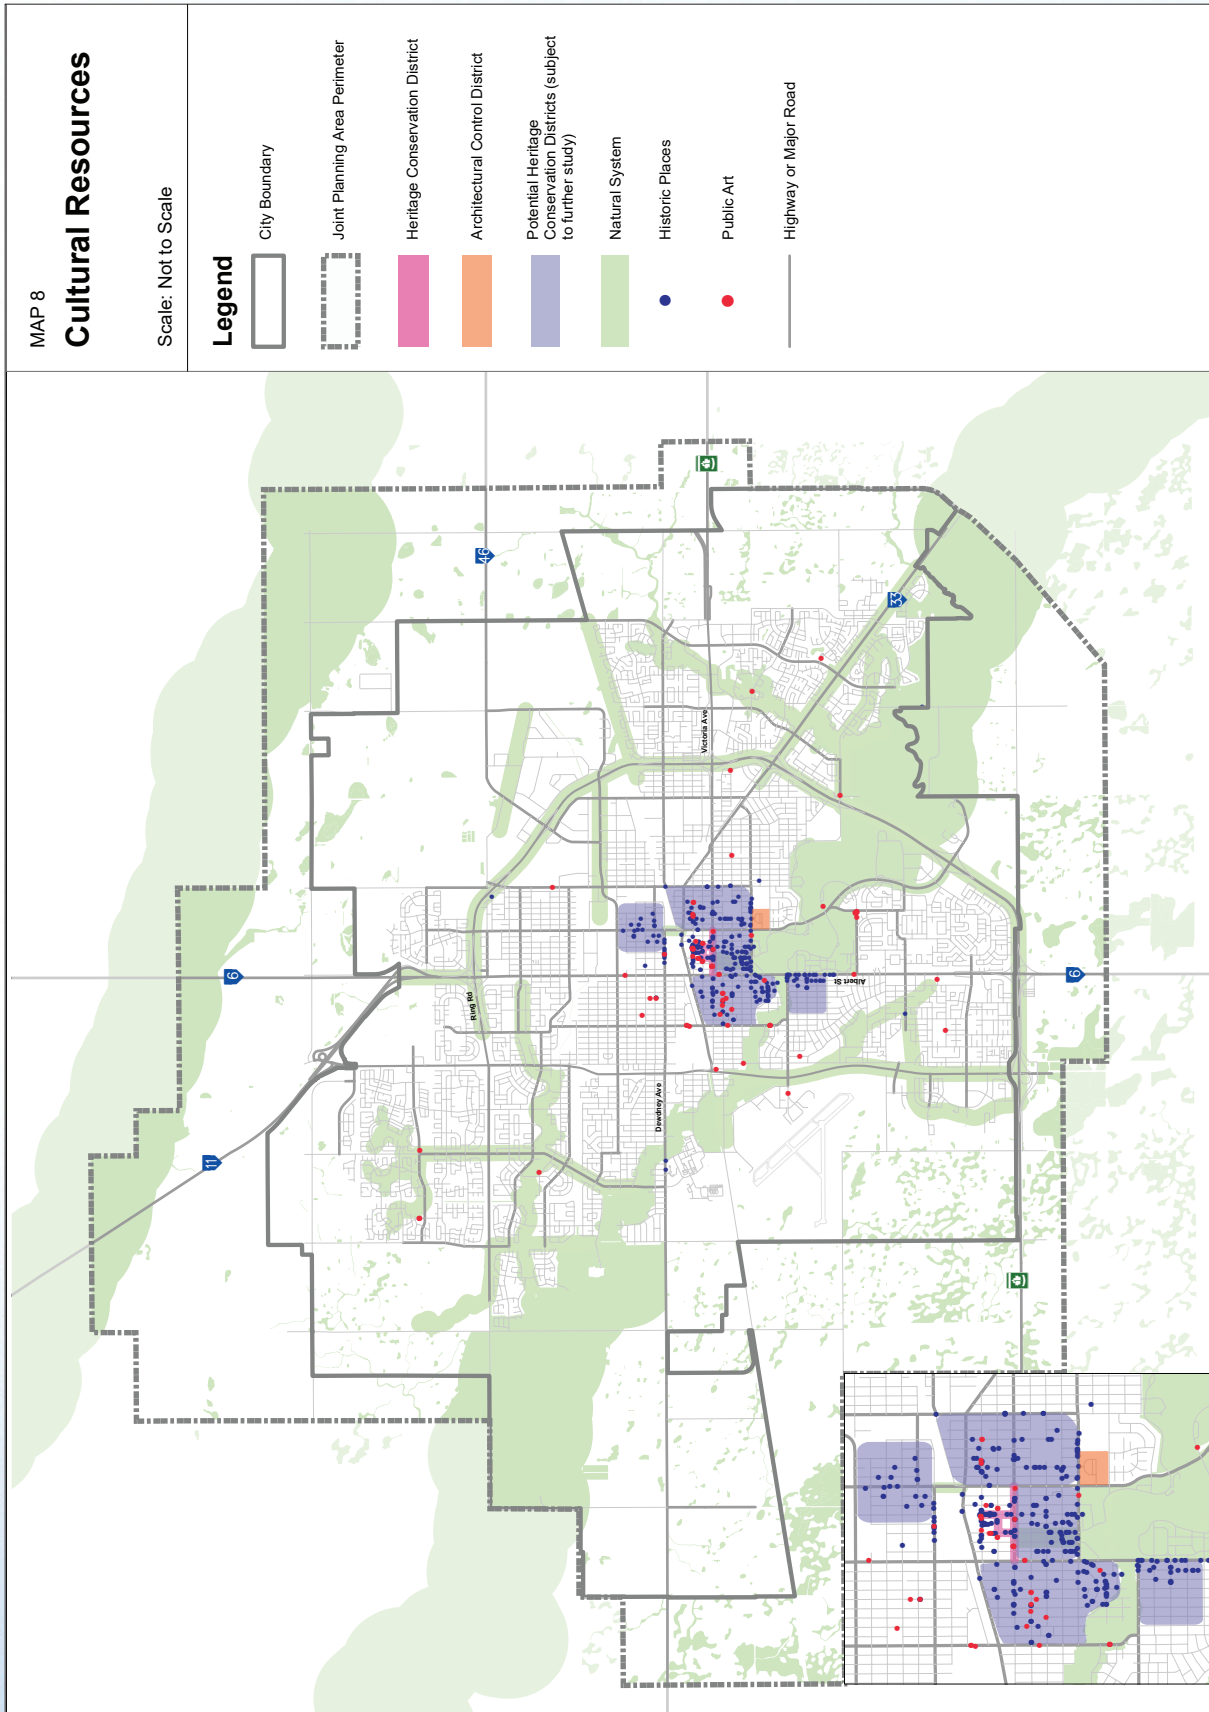 MAP 8
Cultural Resources
Scale: Not to Scale
Legend
City Boundary
Joint Planning Area Perimeter
Heritage Conservation District
Architectural Control District
Potential Heritage
Conservation Districts (subject
to further study)
Natural System
Historic Places
Public Art
Highway or Major Road
11
6
46
Ring Rd
Dewdney Ave
Victoria Ave
Albert St
33
6